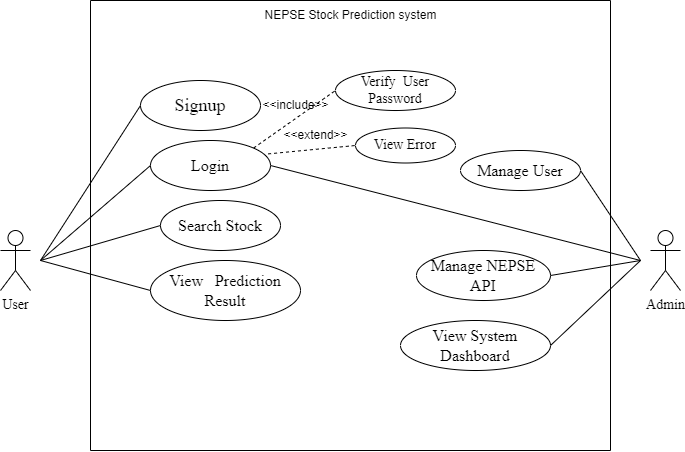 NEPSE Stock Prediction system
Verify User
Password
Signup
<<include>>
<<extend>>
View Error
Login
Manage User
Search Stock
Manage NEPSE
API
View Prediction
Result
User
Admin
View System
Dashboard